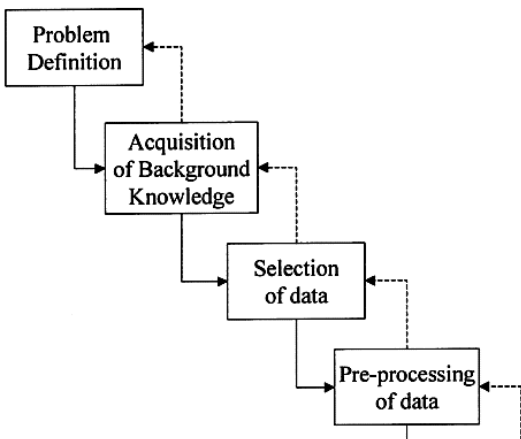 Problem
Definition
Acquisition
of Background
Knowledge
Selection
of data
Pre-processing
of data